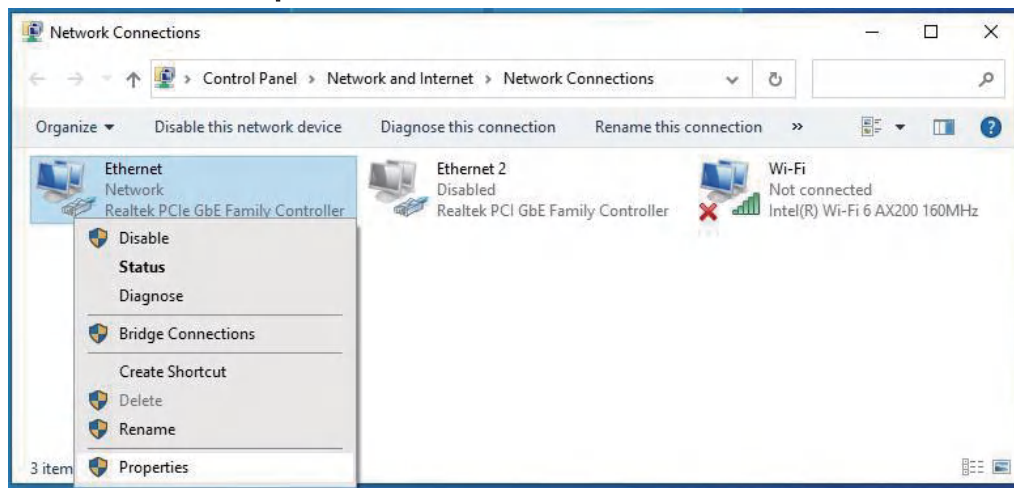 Network Connections
Control Panel > Network and Internet > Network Connections
Organize Disable this network device Diagnose this connection Rename this connection »
Ethernet
Network
Realtek PCIe GbE Family Controller
Ethernet 2
Disabled
Realtek PCI GbE Family Controller
Wi-Fi
Not connected
Intel(R) Wi-Fi 6 AX200 160MHz
Disable
Status
Diagnose
Bridge Connections
Create Shortcut
Delete
Rename
Properties
3 item